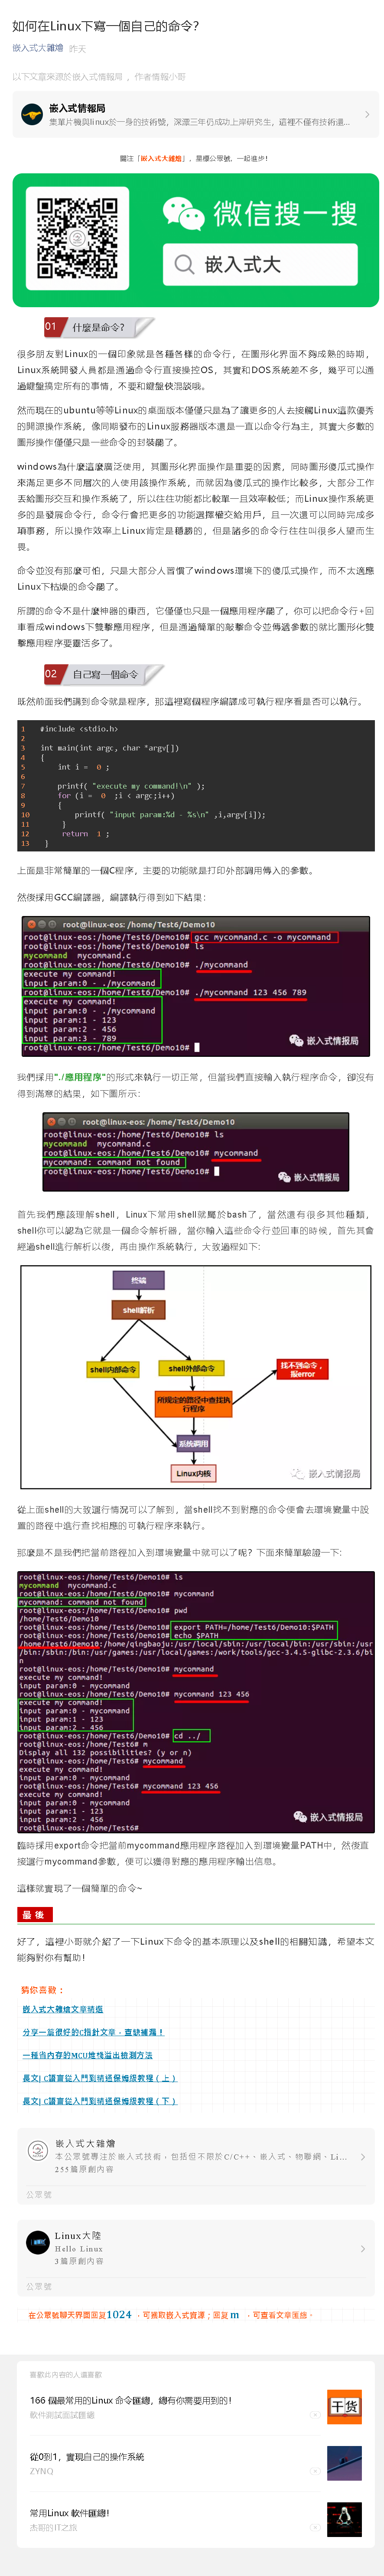 如何在Linux下寫一個自己的命令?
嵌入式大雜燴 昨天
以下文章來源於嵌入式情報局 ，作者情報小哥
嵌入式情報局
集單片機與linux於一身的技術號，深漂三年仍成功上岸研究生，這裡不僅有技術還...
關注「嵌入式大雜燴」，星標公眾號，一起進步!
微信搜一搜
嵌入式大
01 什麼是命令?
很多朋友對Linux的一個印象就是各種各樣的命令行，在圖形化界面不夠成熟的時期，
Linux系統開發人員都是通過命令行直接操控OS，其實和DOS系統差不多，幾乎可以通
過鍵盤搞定所有的事情，不要和鍵盤俠混談哦。
然而現在的ubuntu等等Linux的桌面版本僅僅只是為了讓更多的人去接觸Linux這款優秀
的開源操作系統，像同期發布的Linux服務器版本還是一直以命令行為主，其實大多數的
圖形操作僅僅只是一些命令的封裝罷了。
windows為什麼這麼廣泛使用，其圖形化界面操作是重要的因素，同時圖形傻瓜式操作
來滿足更多不同層次的人使用該操作系統，而就因為傻瓜式的操作比較多，大部分工作
丟給圖形交互和操作系統了，所以往往功能都比較單一且效率較低；而Linux操作系統更
多的是發展命令行，命令行會把更多的功能選擇權交給用戶，且一次還可以同時完成多
項事務，所以操作效率上Linux肯定是穩勝的，但是諸多的命令行往往叫很多人望而生
畏。
命令並沒有那麼可怕，只是大部分人習慣了windows環境下的傻瓜式操作，而不太適應
Linux下枯燥的命令罷了。
所謂的命令不是什麼神器的東西，它僅僅也只是一個應用程序罷了，你可以把命令行+回
車看成windows下雙擊應用程序，但是通過簡單的敲擊命令並傳遞參數的就比圖形化雙
擊應用程序要靈活多了。
02 自己寫一個命令
既然前面我們講到命令就是程序，那這裡寫個程序編譯成可執行程序看是否可以執行。
1 #include <stdio.h>
2
3 int main(int argc, char *argv[])
4 {
5 int i = 0 ;
6
7 printf( "execute my command!\n" );
8 for (i = 0 ;i < argc;i++)
9 {
10 printf( "input param:%d - %s\n" ,i,argv[i]);
11 }
12 return 1 ;
13 }
上面是非常簡單的一個C程序，主要的功能就是打印外部調用傳入的參數。
然後採用GCC編譯器，編譯執行得到如下結果：
root@linux-eos: /home/Test6/Demo10
root@linux-eos:/home/Test6/Demo10# gcc mycommand.c -o mycommand
root@linux-eos:/home/Test6/Demo10# ls
mycommand mycommand.c
root@linux-eos:/home/Test6/Demo10# ./mycommand
execute my command!
input param:0 - ./mycommand
root@linux-eos:/home/Test6/Demo10# ./mycommand 123 456 789
execute my command!
input param:0 - ./mycommand
input param:1 - 123
input param:2 - 456
input param:3 - 789
root@linux-eos:/home/Test6/Demo10#
嵌入式情报局
我們採用"./應用程序"的形式來執行一切正常，但當我們直接輸入執行程序命令，卻沒有
得到滿意的結果，如下圖所示：
root@linux-eos: /home/Test6/Demo10
root@linux-eos:/home/Test6/Demo10# ls
mycommand mycommand.c
root@linux-eos:/home/Test6/Demo10# mycommand
mycommand: command not found
root@linux-eos:/home/Test6/Demo10#
嵌入式情报局
首先我們應該理解shell，Linux下常用shell就屬於bash了，當然還有很多其他種類，
shell你可以認為它就是一個命令解析器，當你輸入這些命令行並回車的時候，首先其會
經過shell進行解析以後，再由操作系統執行，大致過程如下:
终端
shell解析
shell内部命令
shell外部命令
找不到命令，
报error
所规定的路径中查找执
行程序
系统调用
Linux内核
嵌入式情报局
從上面shell的大致運行情況可以了解到，當shell找不到對應的命令便會去環境變量中設
置的路徑中進行查找相應的可執行程序來執行。
那麼是不是我們把當前路徑加入到環境變量中就可以了呢? 下面來簡單驗證一下:
root@linux-eos:/home/Test6/Demo10# ls
mycommand mycommand.c
root@linux-eos:/home/Test6/Demo10# mycommand
mycommand: command not found
root@linux-eos:/home/Test6/Demo10# pwd
/home/Test6/Demo10
root@linux-eos:/home/Test6/Demo10# export PATH=/home/Test6/Demo10:$PATH
root@linux-eos:/home/Test6/Demo10# echo $PATH
/home/Test6/Demo10:/home/qingbaoju/usr/local/sbin:/usr/local/bin:/usr/sbin:/usr
/bin:/sbin:/bin:/usr/games:/usr/local/games:/work/tools/gcc-3.4.5-glibc-2.3.6/bi
n
root@linux-eos:/home/Test6/Demo10# mycommand
execute my command!
input param:0 - mycommand
root@linux-eos:/home/Test6/Demo10# mycommand 123 456
execute my command!
input param:0 - mycommand
input param:1 - 123
input param:2 - 456
root@linux-eos:/home/Test6/Demo10# cd ../
root@linux-eos:/home/Test6# m
Display all 132 possibilities? (y or n)
root@linux-eos:/home/Test6# mycommand
execute my command!
input param:0 - mycommand
root@linux-eos:/home/Test6# mycommand 123 456
execute my command!
input param:0 - mycommand
input param:1 - 123
input param:2 - 456
root@linux-eos:/home/Test6#
嵌入式情报局
臨時採用export命令把當前mycommand應用程序路徑加入到環境變量PATH中，然後直
接運行mycommand參數，便可以獲得對應的應用程序輸出信息。
這樣就實現了一個簡單的命令~
最 後
好了，這裡小哥就介紹了一下Linux下命令的基本原理以及shell的相關知識，希望本文
能夠對你有幫助!
猜你喜歡：
嵌入式大雜燴文章精選
分享一篇很好的C指針文章，查缺補漏！
一種省內存的MCU堆棧溢出檢測方法
長文| C語言從入門到精通保姆級教程（上）
長文| C語言從入門到精通保姆級教程（下）
嵌入式大雜燴
本公眾號專注於嵌入式技術，包括但不限於C/C++、嵌入式、物聯網、Li...
255篇原創內容
公眾號
Linux大陸
Hello Linux
3篇原創內容
公眾號
在公眾號聊天界面回复1024 ，可獲取嵌入式資源；回复 m ，可查看文章匯總。
喜歡此內容的人還喜歡
166 個最常用的Linux 命令匯總，總有你需要用到的!
軟件測試面試匯總
干货
從0到1，實現自己的操作系統
ZYNQ
常用Linux 軟件匯總!
杰哥的IT之旅